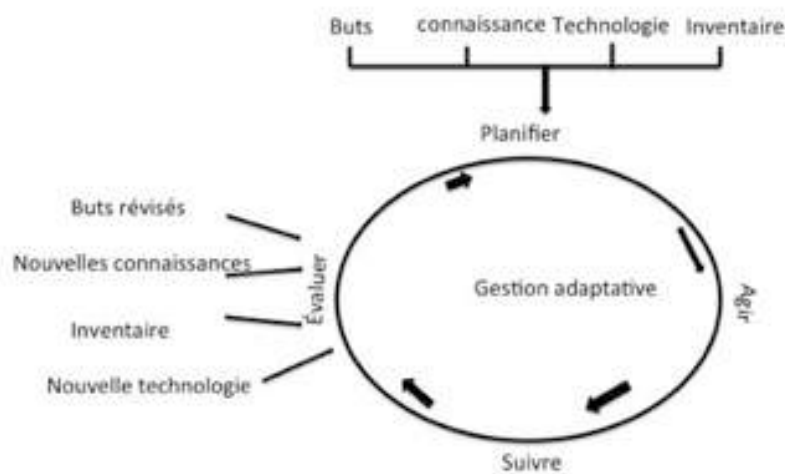 Buts connaissance Technologie Inventaire
Planifier
Buts révisés
Nouvelles connaissances
Évaluer
Gestion adaptative
Agir
Inventaire
Nouvelle technologie
Suivre